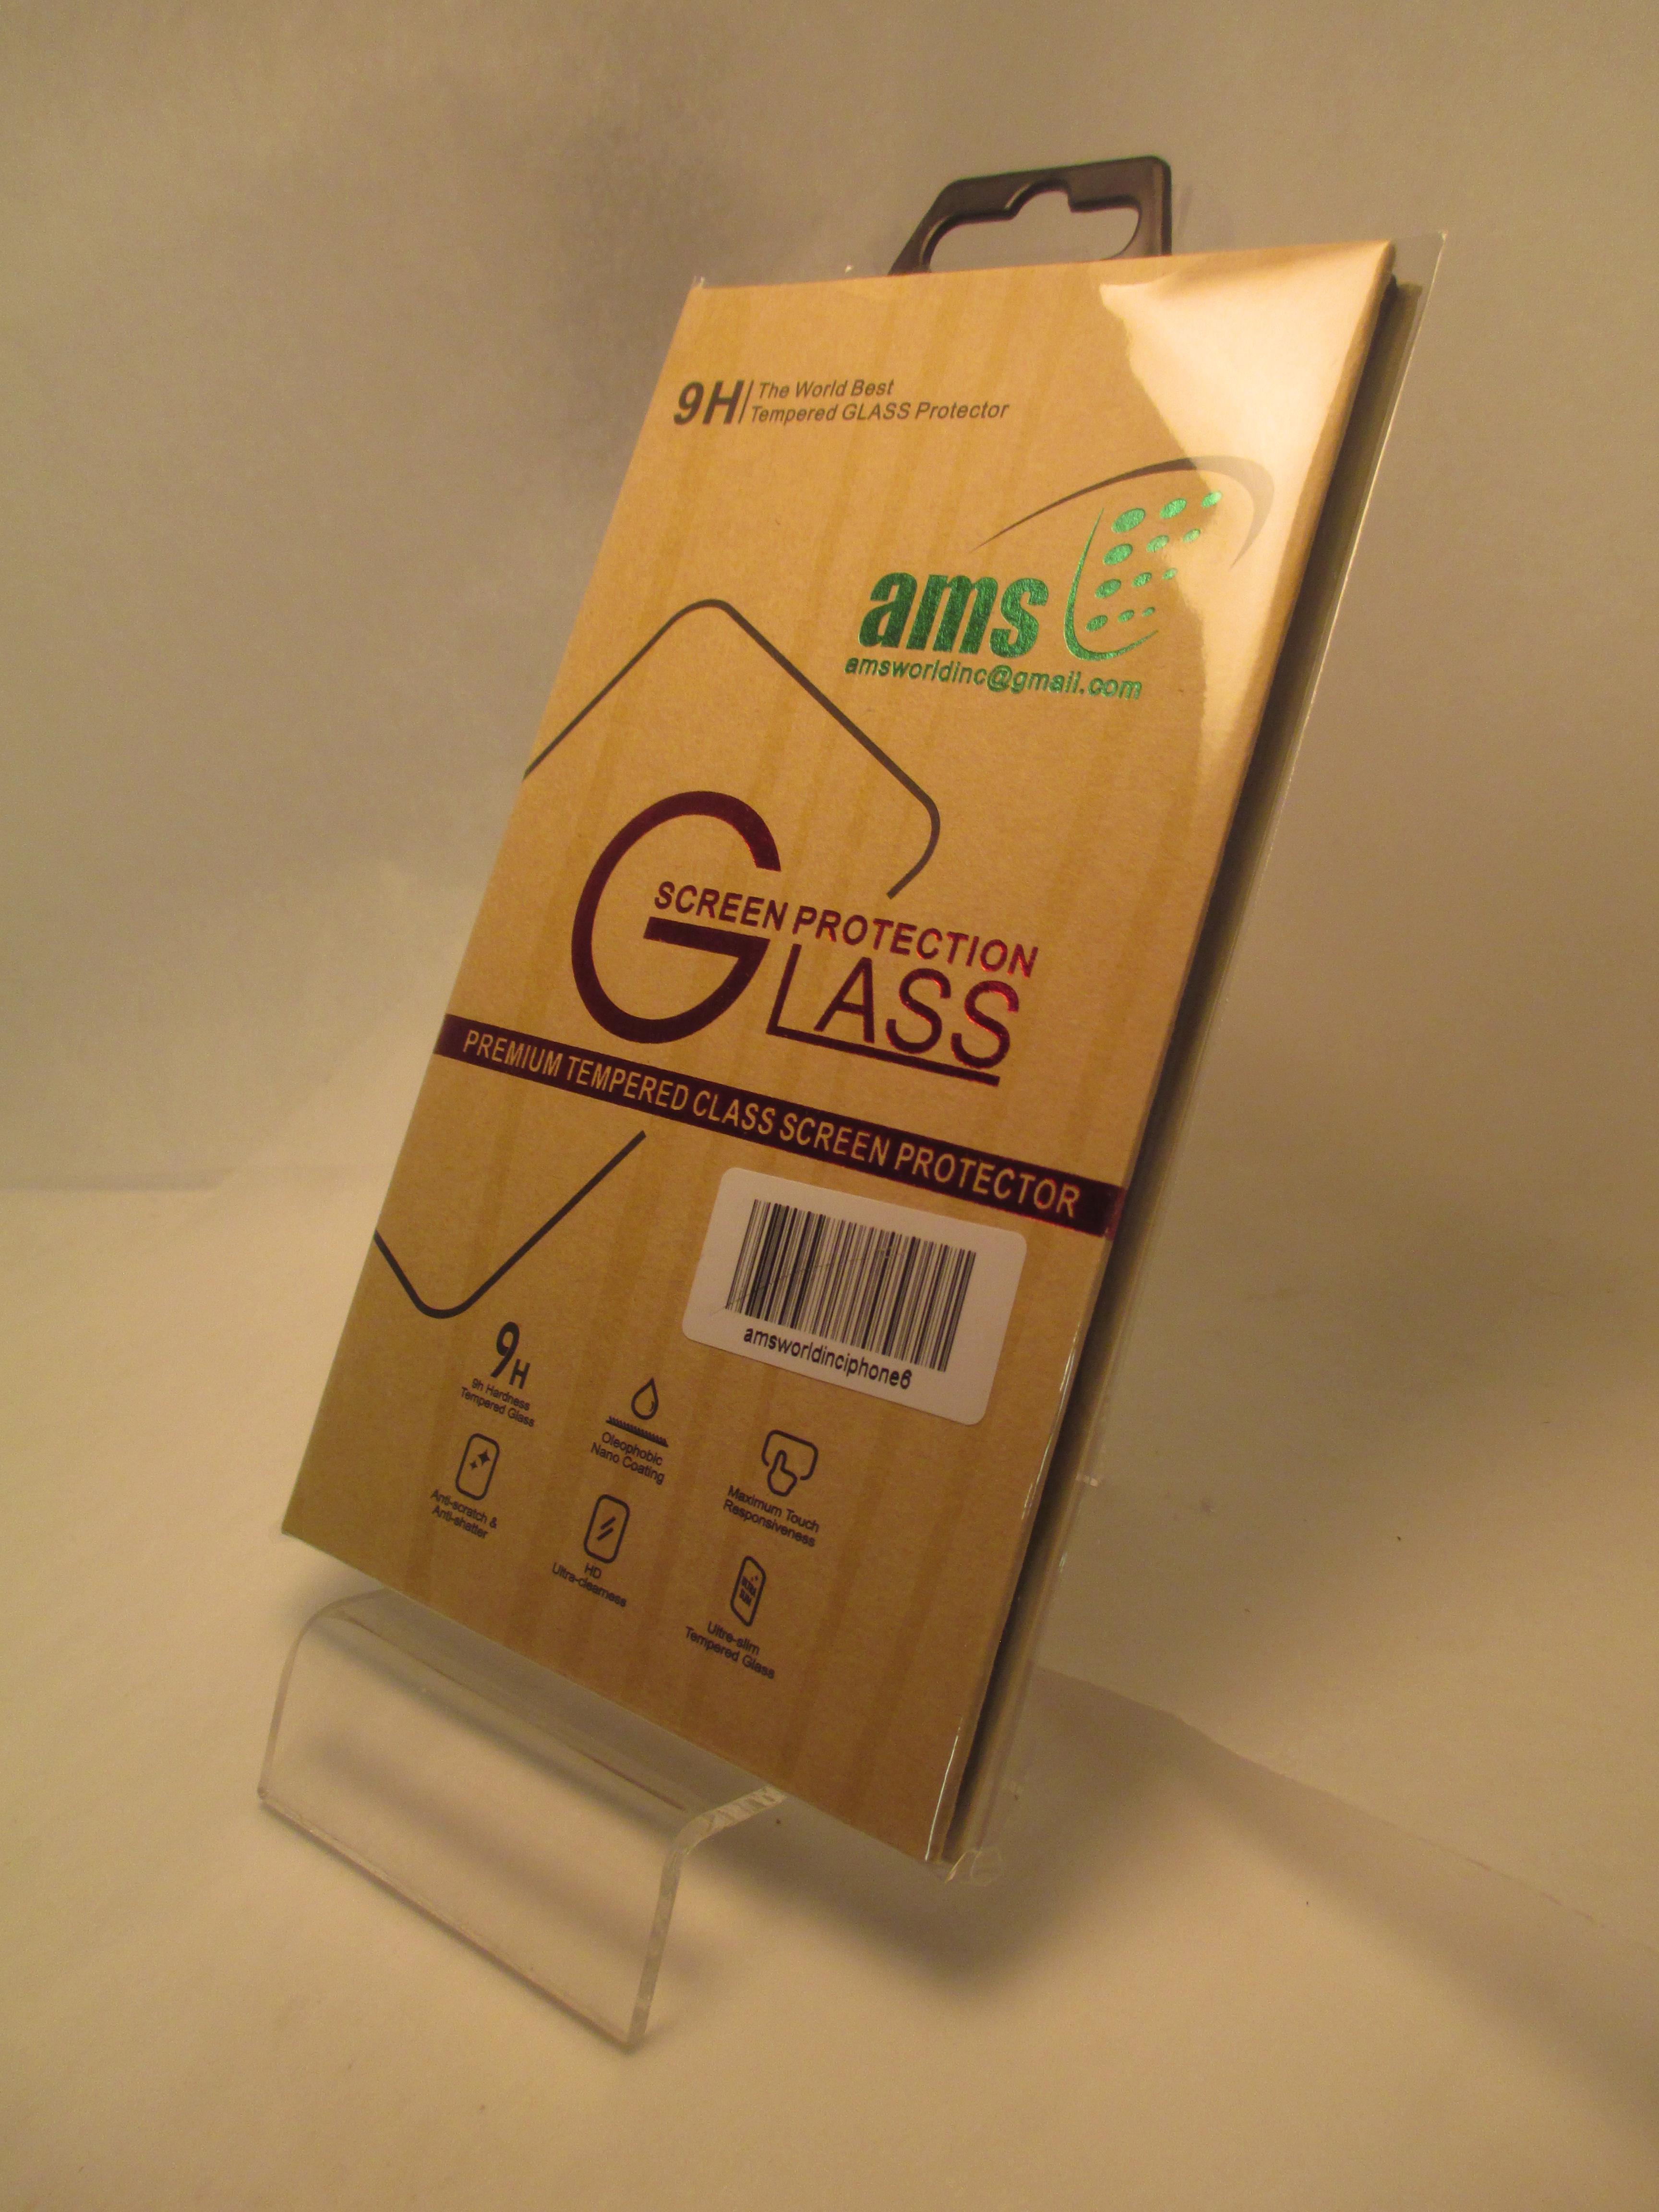 9H The World Best
Tempered GLASS Protector
ams
amsworldinc@gmail.com
SCREEN PROTECTION
GLASS
PREMIUM TEMPERED CLASS SCREEN PROTECTOR
amsworldinciphone6
9H
9h Hardness
Tempered Glass
Oleophobic
Nano Coating
Maximum Touch
Responsiveness
Anti-scratch &
Anti-shatter
HD
Ultra-clearness
ULTRA
SLIM
Ultre-slim
Tempered Glass